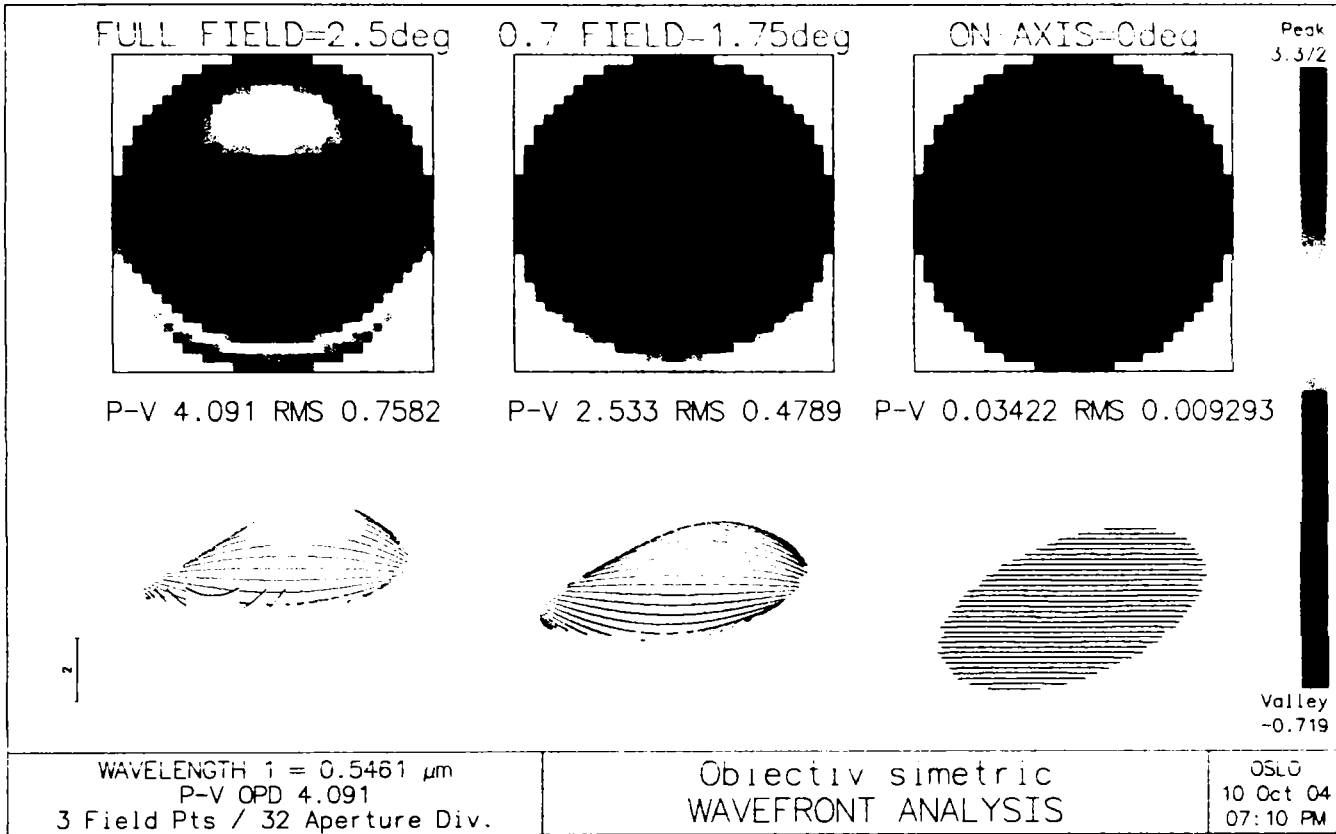 FULL FIELD=2.5deg
0.7 FIELD-1.75deg
ON AXIS=0deg
Peak
3.372
P-V 4.091 RMS 0.7582
P-V 2.533 RMS 0.4789
P-V 0.03422 RMS 0.009293
2
Valley
-0.719
WAVELENGTH 1 = 0.5461 µm
P-V OPD 4.091
3 Field Pts / 32 Aperture Div.
Obiectiv simetric
WAVEFRONT ANALYSIS
OSLO
10 Oct 04
07:10 PM